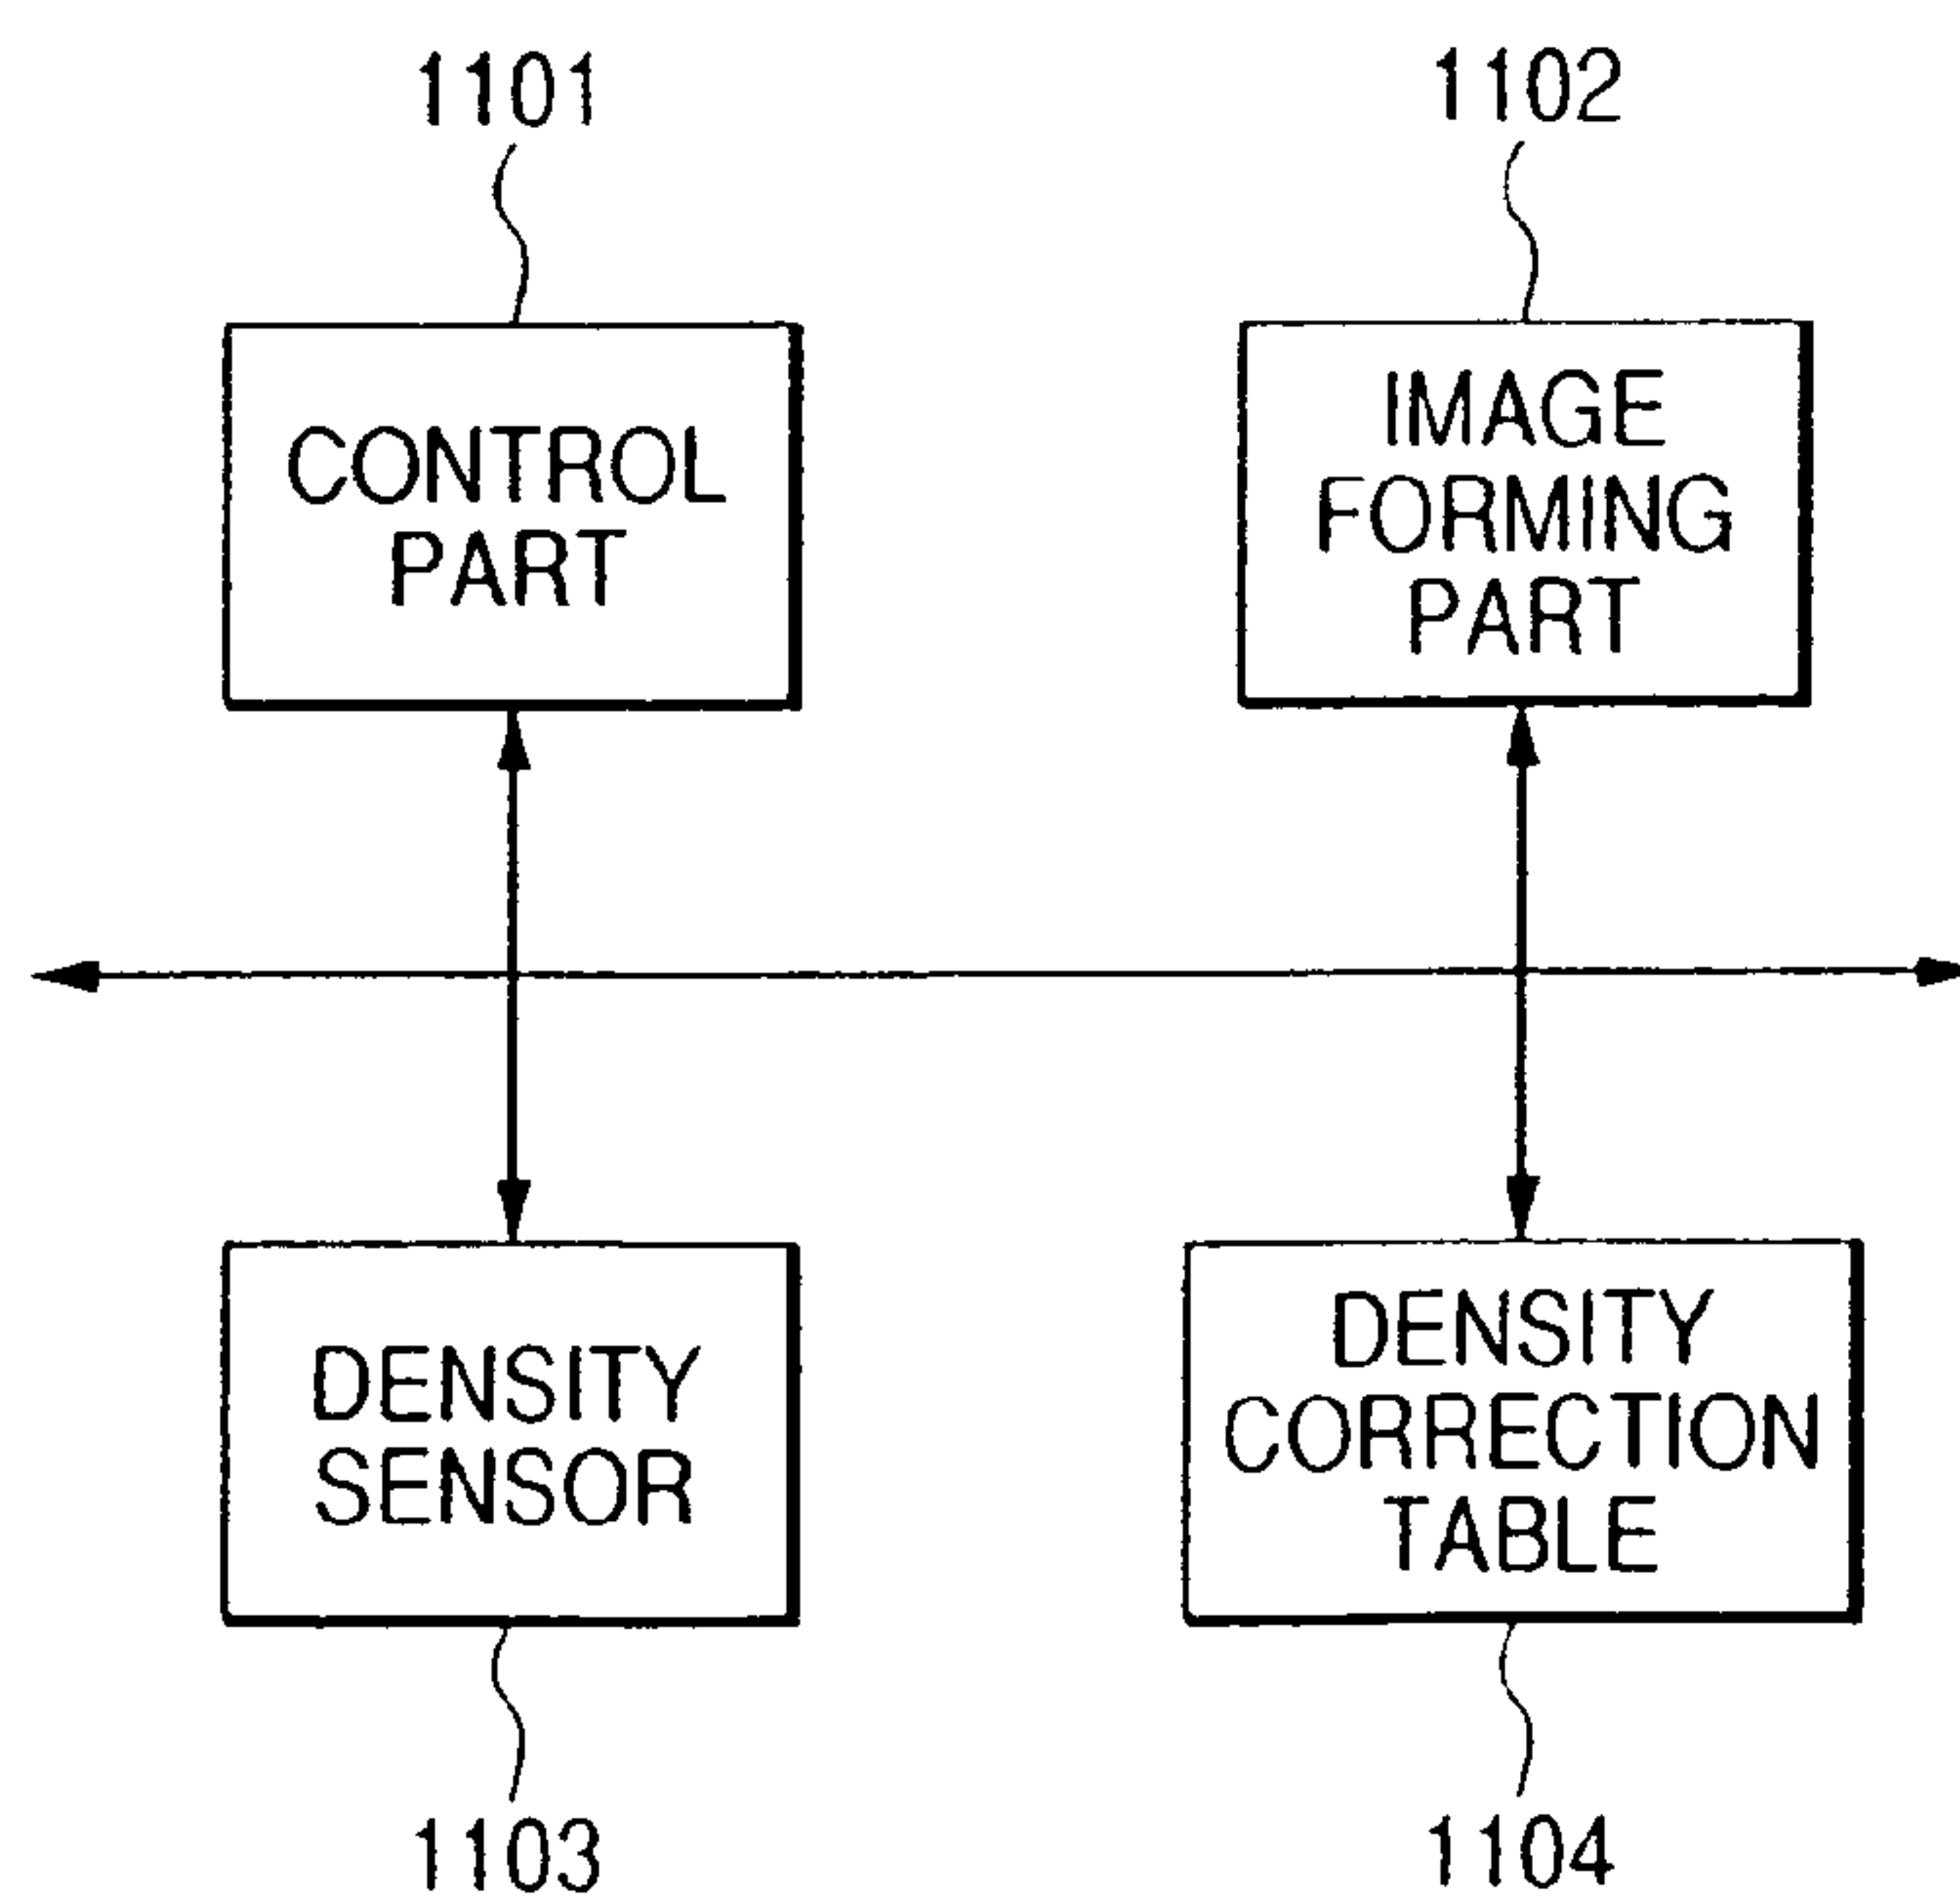 1101
CONTROL
PART
1102
IMAGE
FORMING
PART
DENSITY
SENSOR
1103
DENSITY
CORRECTION
TABLE
1104